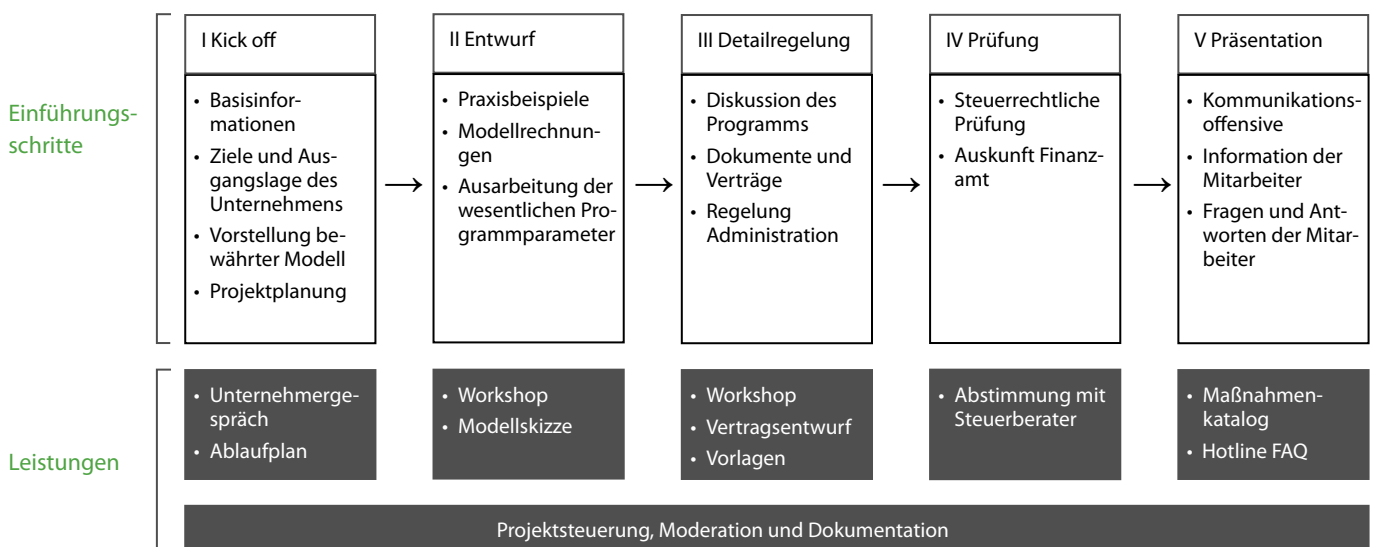 Einführungs-
schritte
I Kick off
• Basisinfor-
mationen
• Ziele und Aus-
gangslage des
Unternehmens
• Vorstellung be-
währter Modell
• Projektplanung
→
II Entwurf
• Praxisbeispiele
• Modellrechnun-
gen
• Ausarbeitung der
wesentlichen Pro-
grammparameter
→
III Detailregelung
• Diskussion des
Programms
• Dokumente und
Verträge
• Regelung
Administration
→
IV Prüfung
• Steuerrechtliche
Prüfung
• Auskunft Finanz-
amt
→
V Präsentation
• Kommunikations-
offensive
• Information der
Mitarbeiter
• Fragen und Ant-
worten der Mitar-
beiter
Leistungen
• Unternehmerge-
spräch
• Ablaufplan
• Workshop
• Modellskizze
• Workshop
• Vertragsentwurf
• Vorlagen
• Abstimmung mit
Steuerberater
• Maßnahmen-
katalog
• Hotline FAQ
Projektsteuerung, Moderation und Dokumentation